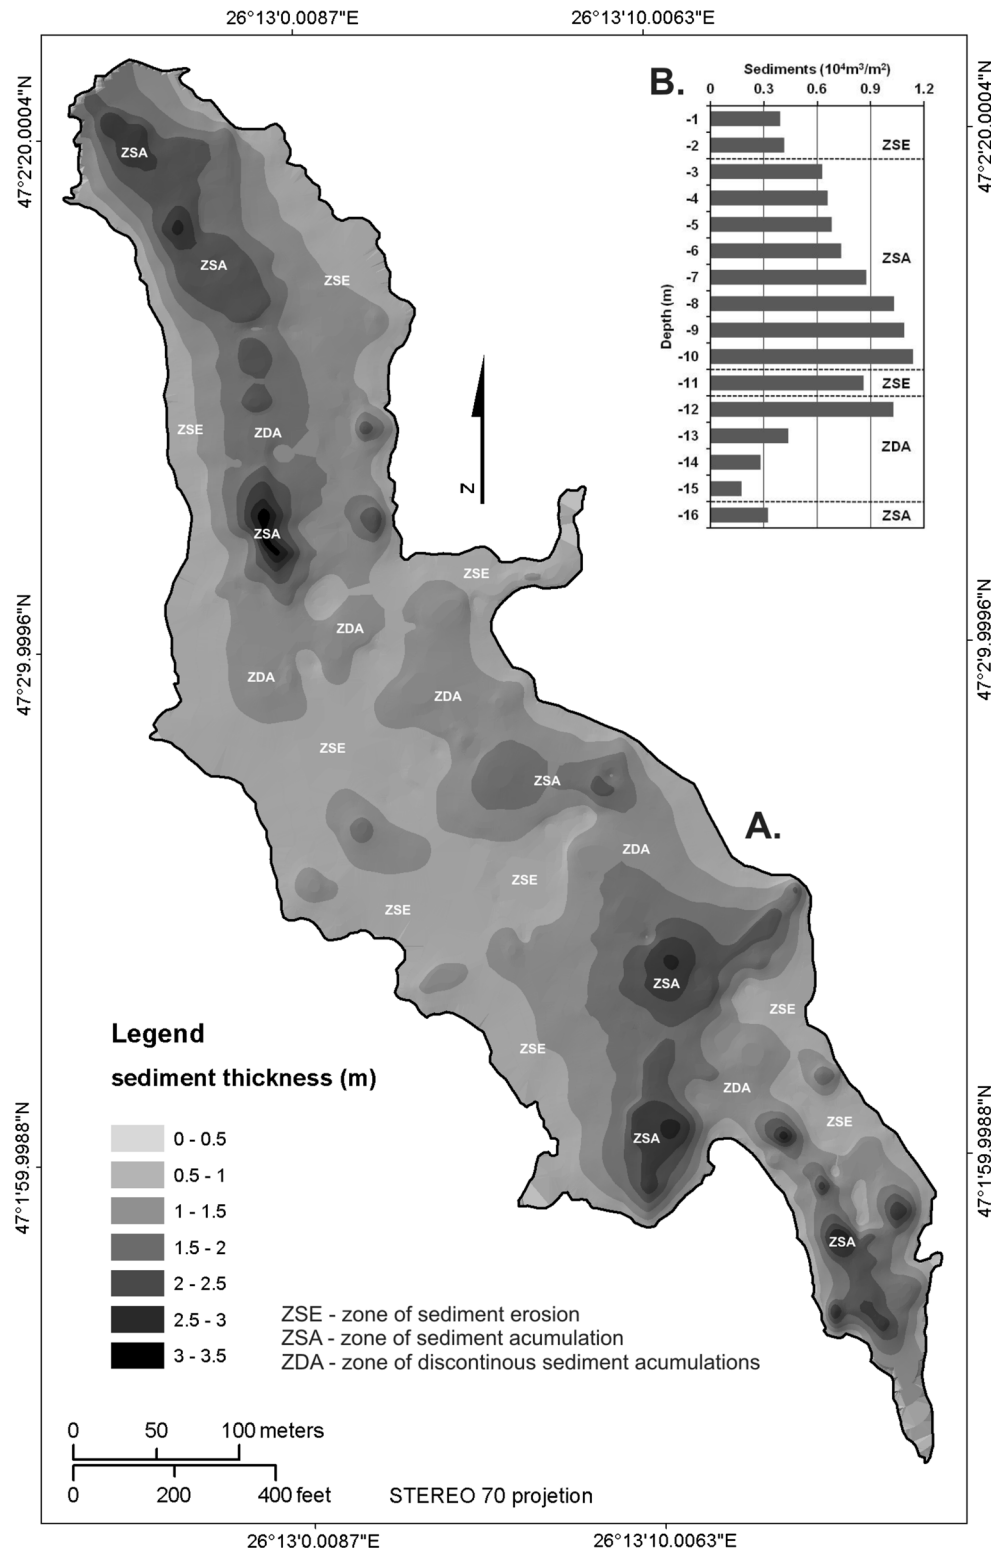 26°13'0.0087"E
26°13'10.0063"E
47°2'20.0004"N
47°2'20.0004"N
B.
Sediments (10⁴m³/m²)
0 0.3 0.6 0.9 1.2
Depth (m)
-1
-2 ZSE
-3
-4
-5
-6 ZSA
-7
-8
-9
-10
-11 ZSE
-12
-13 ZDA
-14
-15
-16 ZSA
ZSA
ZSA
ZSE
ZSE
ZDA
Z
ZSA
ZSE
ZDA
47°2'9.9996"N
47°2'9.9996"N
ZDA
ZDA
ZSE
ZSA
A.
ZDA
ZSE
ZSE
ZSA
ZSE
ZSE
ZDA
ZSE
ZSA
ZSA
47°1'59.9988"N
47°1'59.9988"N
Legend
sediment thickness (m)
0 - 0.5
0.5 - 1
1 - 1.5
1.5 - 2
2 - 2.5
2.5 - 3
3 - 3.5
ZSE - zone of sediment erosion
ZSA - zone of sediment acumulation
ZDA - zone of discontinous sediment acumulations
0 50 100 meters
0 200 400 feet
STEREO 70 projetion
26°13'0.0087"E
26°13'10.0063"E